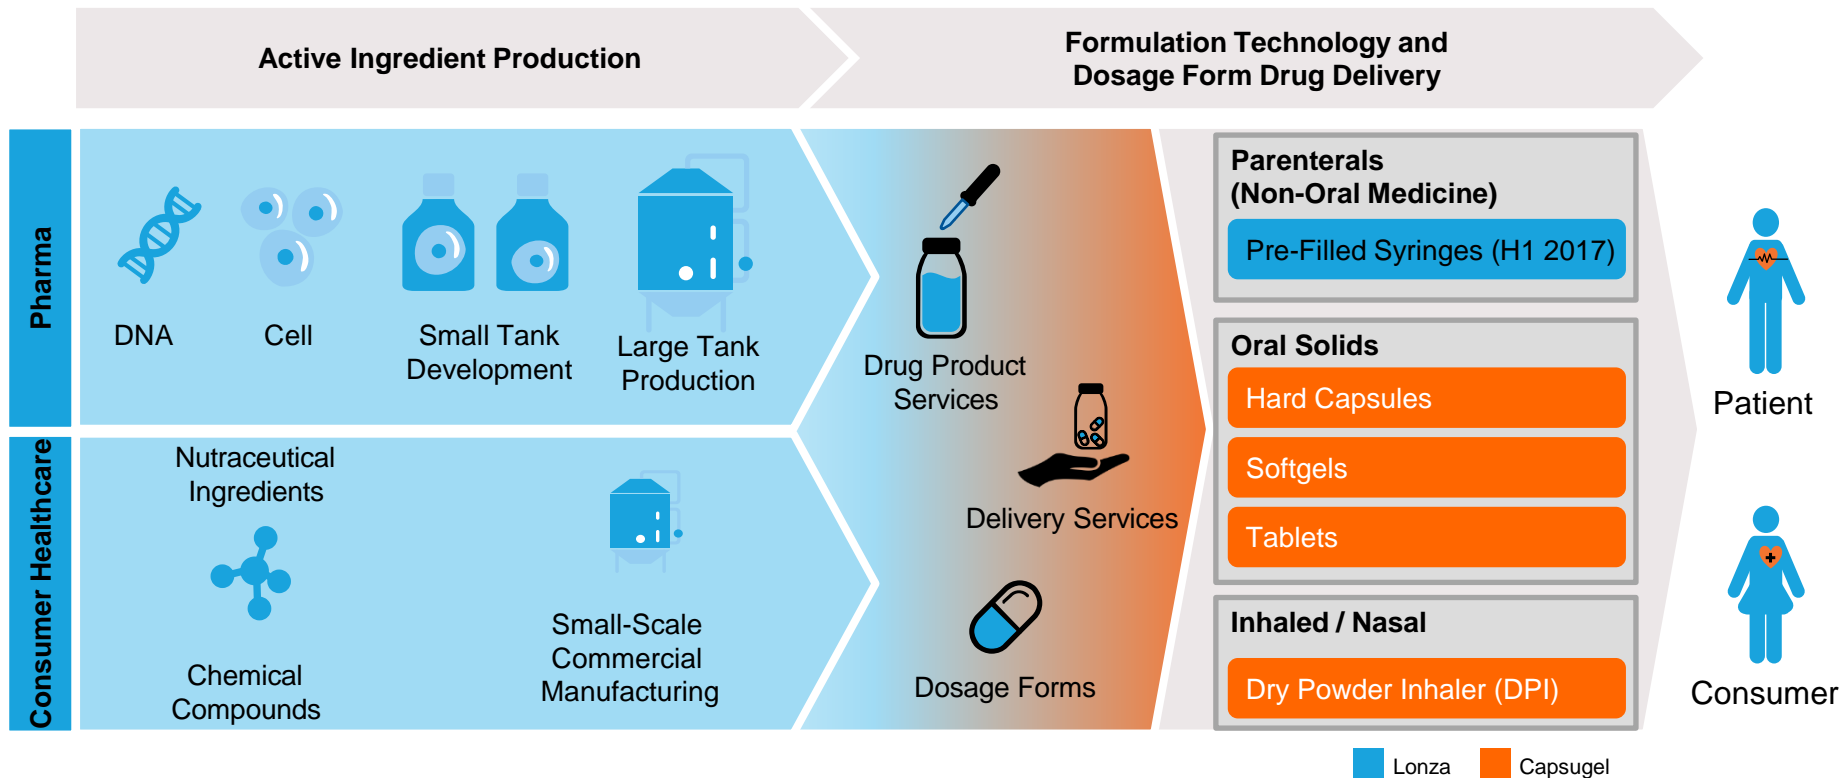 Active Ingredient Production
Formulation Technology and
Dosage Form Drug Delivery
Pharma
DNA
Cell
Small Tank
Development
Large Tank
Production
Consumer Healthcare
Nutraceutical
Ingredients
Chemical
Compounds
Small-Scale
Commercial
Manufacturing
Drug Product
Services
Delivery Services
Dosage Forms
Parenterals
(Non-Oral Medicine)
Pre-Filled Syringes (H1 2017)
Oral Solids
Hard Capsules
Softgels
Tablets
Inhaled / Nasal
Dry Powder Inhaler (DPI)
Patient
Consumer
Lonza
Capsugel